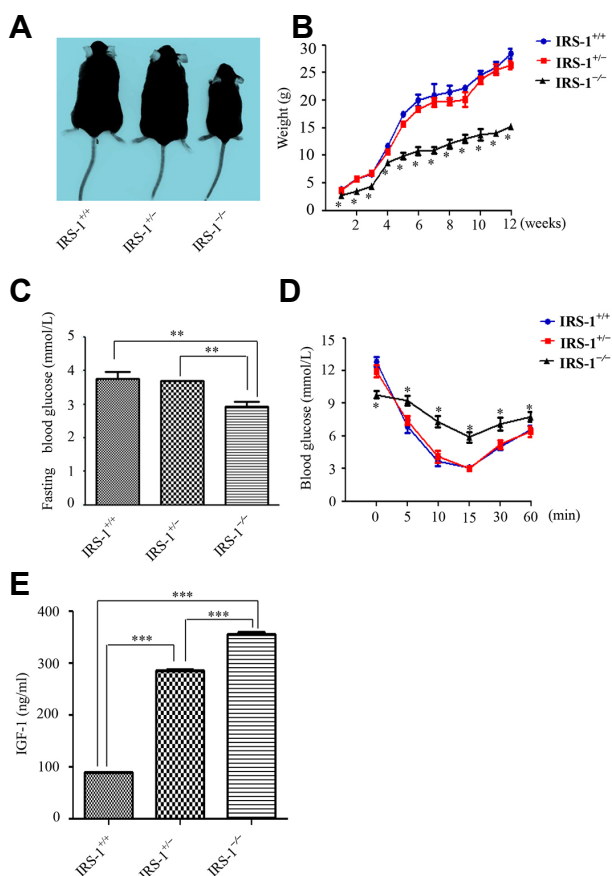 A
IRS-1+/+
IRS-1+/−
IRS-1−/−
B
Weight (g)
30
25
20
15
10
5
0
2
4
6
8
10
12 (weeks)
IRS-1+/+
IRS-1+/−
IRS-1−/−
*
*
*
*
*
*
*
*
*
*
*
*
C
Fasting blood glucose (mmol/L)
5
4
3
2
1
0
**
**
IRS-1+/+
IRS-1+/−
IRS-1−/−
D
Blood glucose (mmol/L)
15
12
9
6
3
0
0
5
10
15
30
60
(min)
IRS-1+/+
IRS-1+/−
IRS-1−/−
*
*
*
*
*
*
E
IGF-1 (ng/ml)
400
300
200
100
0
***
***
***
IRS-1+/+
IRS-1+/−
IRS-1−/−